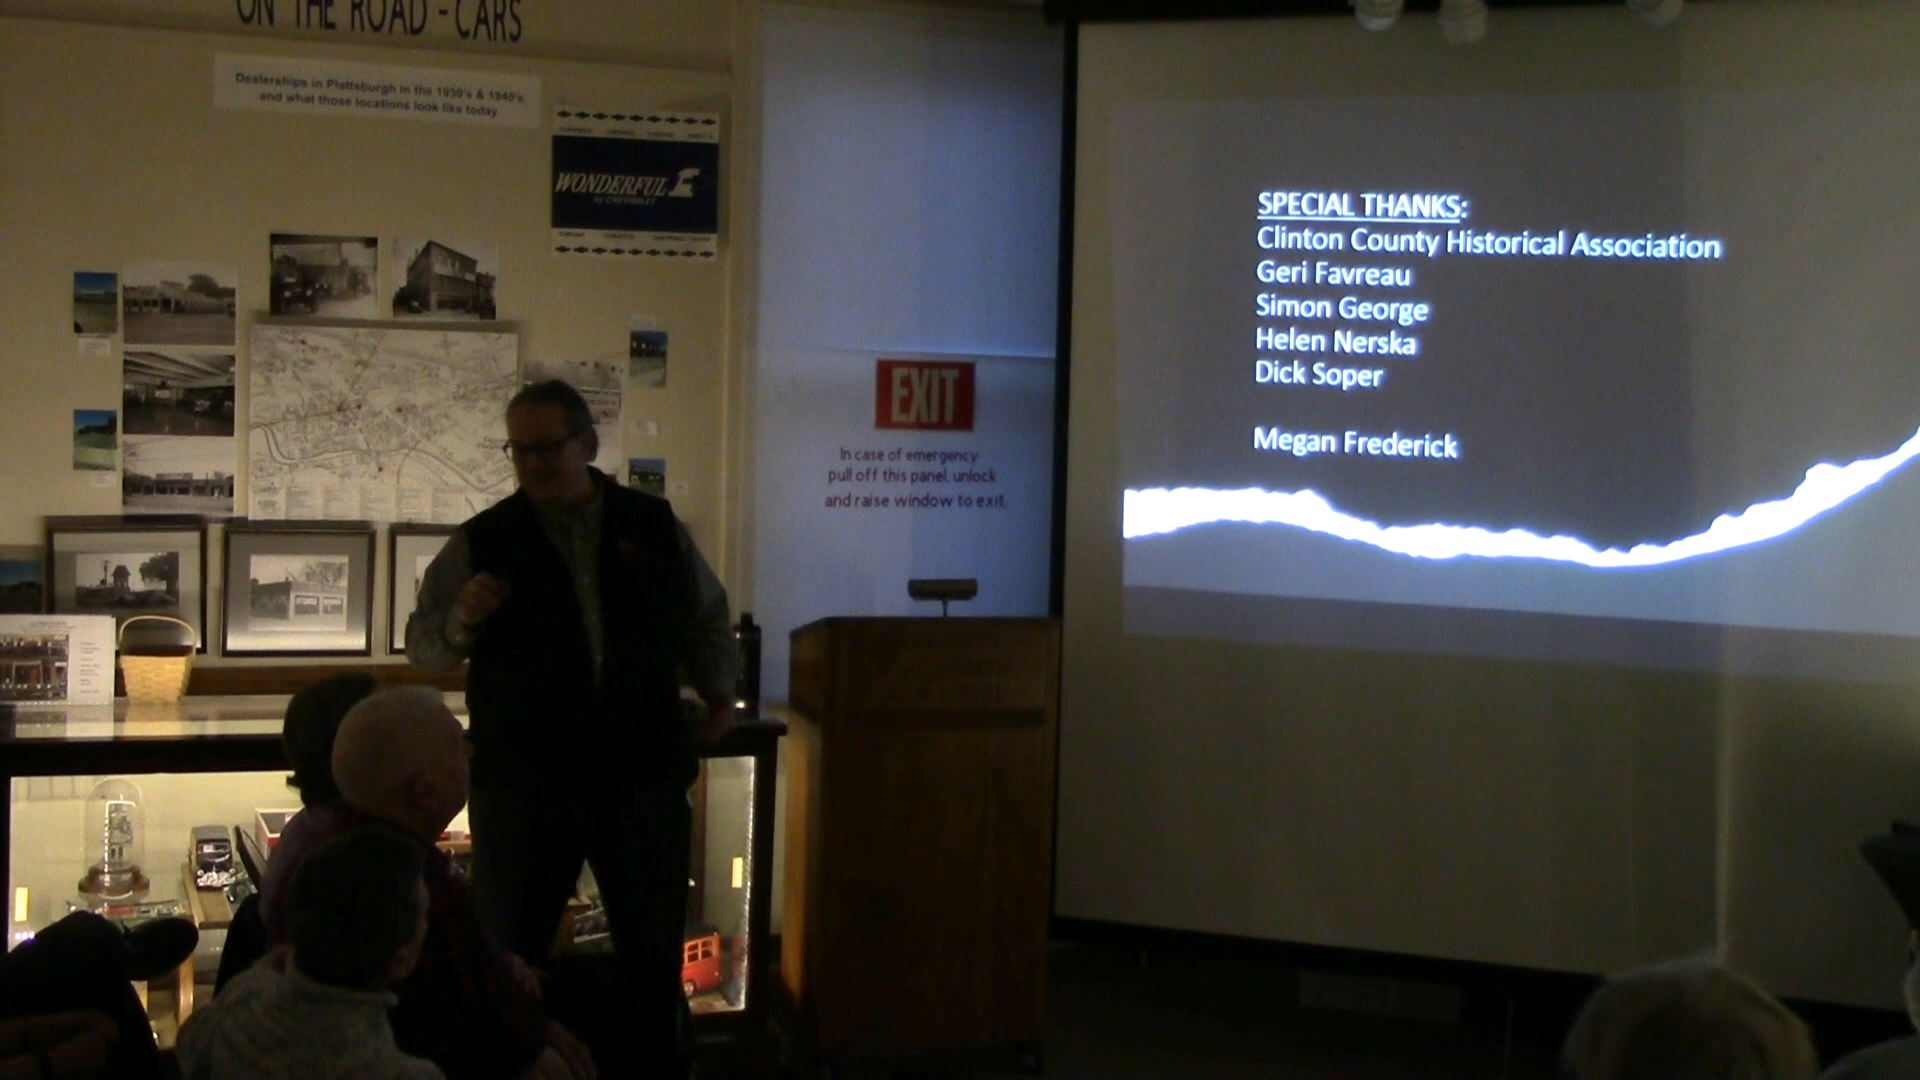 ON THE ROAD - CARS
Dealerships in Plattsburgh in the 1930's & 1940's,
and what those locations look like today
WONDERFUL
by CHEVROLET
EXIT
In case of emergency
pull off this panel, unlock
and raise window to exit.
SPECIAL THANKS:
Clinton County Historical Association
Geri Favreau
Simon George
Helen Nerska
Dick Soper
Megan Frederick